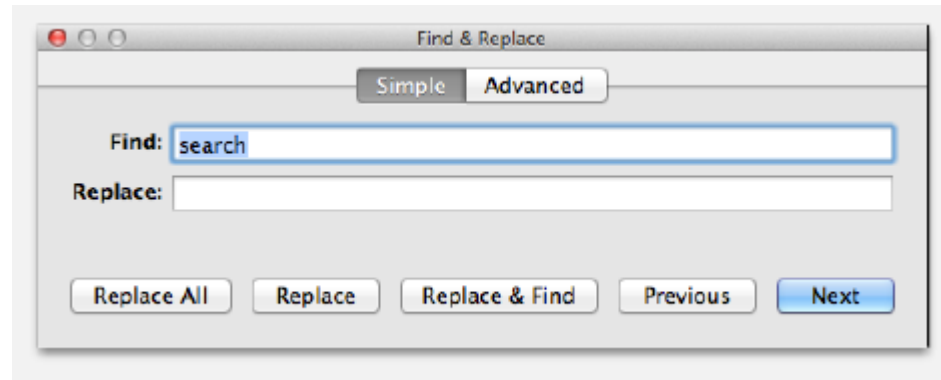 Find & Replace
Simple Advanced
Find: search
Replace:
Replace All Replace Replace & Find Previous Next